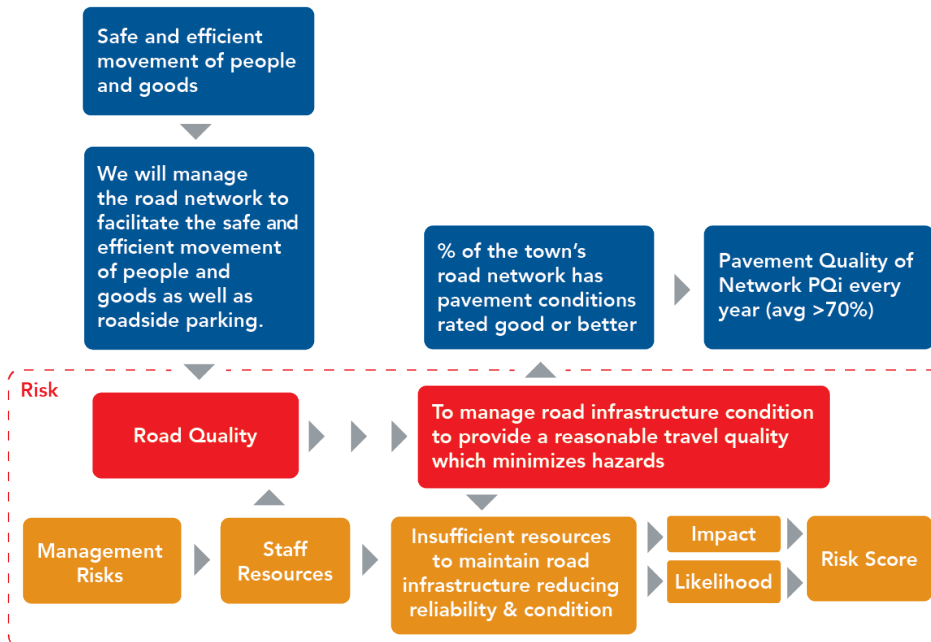 Safe and efficient
movement of people
and goods
We will manage
the road network to
facilitate the safe and
efficient movement
of people and
goods as well as
roadside parking.
% of the town's
road network has
pavement conditions
rated good or better
Pavement Quality of
Network PQi every
year (avg >70%)
Risk
Road Quality
To manage road infrastructure condition
to provide a reasonable travel quality
which minimizes hazards
Management
Risks
Staff
Resources
Insufficient resources
to maintain road
infrastructure reducing
reliability & condition
Impact
Likelihood
Risk Score